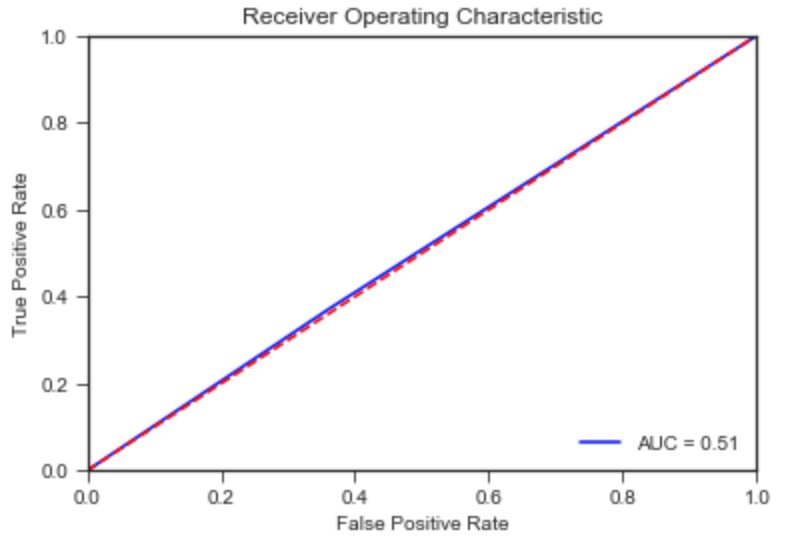 Receiver Operating Characteristic
1.0
0.8
0.6
0.4
0.2
0.0
True Positive Rate
AUC = 0.51
0.0 0.2 0.4 0.6 0.8 1.0
False Positive Rate